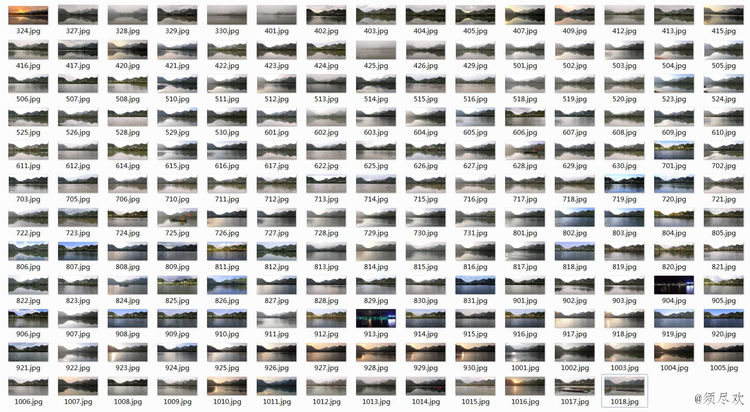 324.jpg 327.jpg 328.jpg 329.jpg 330.jpg 401.jpg 402.jpg 403.jpg 404.jpg 405.jpg 407.jpg 409.jpg 412.jpg 413.jpg 415.jpg
416.jpg 417.jpg 420.jpg 421.jpg 422.jpg 423.jpg 424.jpg 425.jpg 426.jpg 429.jpg 501.jpg 502.jpg 503.jpg 504.jpg 505.jpg
506.jpg 507.jpg 508.jpg 510.jpg 511.jpg 512.jpg 513.jpg 514.jpg 515.jpg 516.jpg 518.jpg 519.jpg 520.jpg 523.jpg 524.jpg
525.jpg 526.jpg 528.jpg 529.jpg 530.jpg 601.jpg 602.jpg 603.jpg 604.jpg 605.jpg 606.jpg 607.jpg 608.jpg 609.jpg 610.jpg
611.jpg 612.jpg 614.jpg 615.jpg 616.jpg 617.jpg 622.jpg 625.jpg 626.jpg 627.jpg 628.jpg 629.jpg 630.jpg 701.jpg 702.jpg
703.jpg 705.jpg 706.jpg 710.jpg 711.jpg 712.jpg 713.jpg 714.jpg 715.jpg 716.jpg 717.jpg 718.jpg 719.jpg 720.jpg 721.jpg
722.jpg 723.jpg 724.jpg 725.jpg 726.jpg 727.jpg 728.jpg 729.jpg 730.jpg 731.jpg 801.jpg 802.jpg 803.jpg 804.jpg 805.jpg
806.jpg 807.jpg 808.jpg 809.jpg 811.jpg 812.jpg 813.jpg 814.jpg 815.jpg 816.jpg 817.jpg 818.jpg 819.jpg 820.jpg 821.jpg
822.jpg 823.jpg 824.jpg 825.jpg 826.jpg 827.jpg 828.jpg 829.jpg 830.jpg 831.jpg 901.jpg 902.jpg 903.jpg 904.jpg 905.jpg
906.jpg 907.jpg 908.jpg 909.jpg 910.jpg 911.jpg 912.jpg 913.jpg 914.jpg 915.jpg 916.jpg 917.jpg 918.jpg 919.jpg 920.jpg
921.jpg 922.jpg 923.jpg 924.jpg 925.jpg 926.jpg 927.jpg 928.jpg 929.jpg 930.jpg 1001.jpg 1002.jpg 1003.jpg 1004.jpg 1005.jpg
1006.jpg 1007.jpg 1008.jpg 1009.jpg 1010.jpg 1011.jpg 1012.jpg 1013.jpg 1014.jpg 1015.jpg 1016.jpg 1017.jpg 1018.jpg
@须尽欢